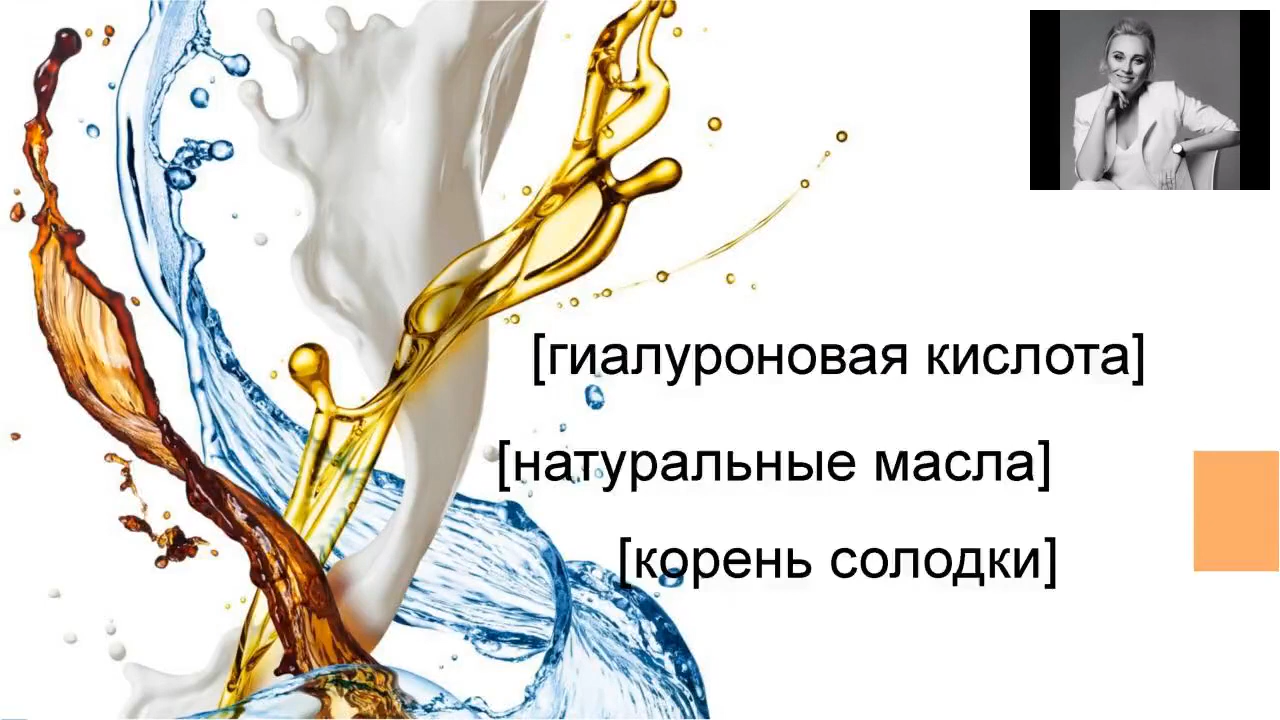 [гиалуроновая кислота]
[натуральные масла]
[корень солодки]